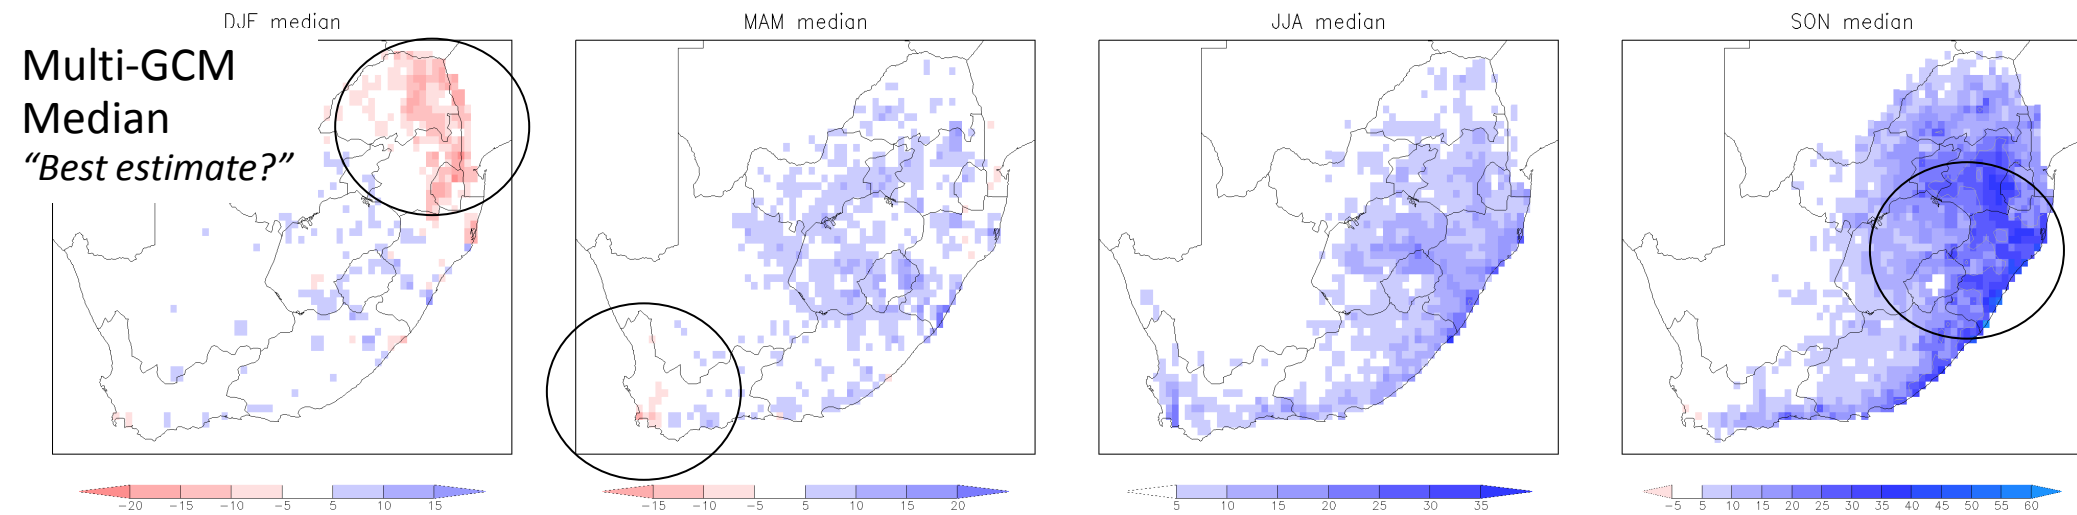 DJF median
MAM median
JJA median
SON median
Multi-GCM
Median
“Best estimate?”
-20 -15 -10 -5 5 10 15
-15 -10 -5 5 10 15 20
5 10 15 20 25 30 35
-5 5 10 15 20 25 30 35 40 45 50 55 60